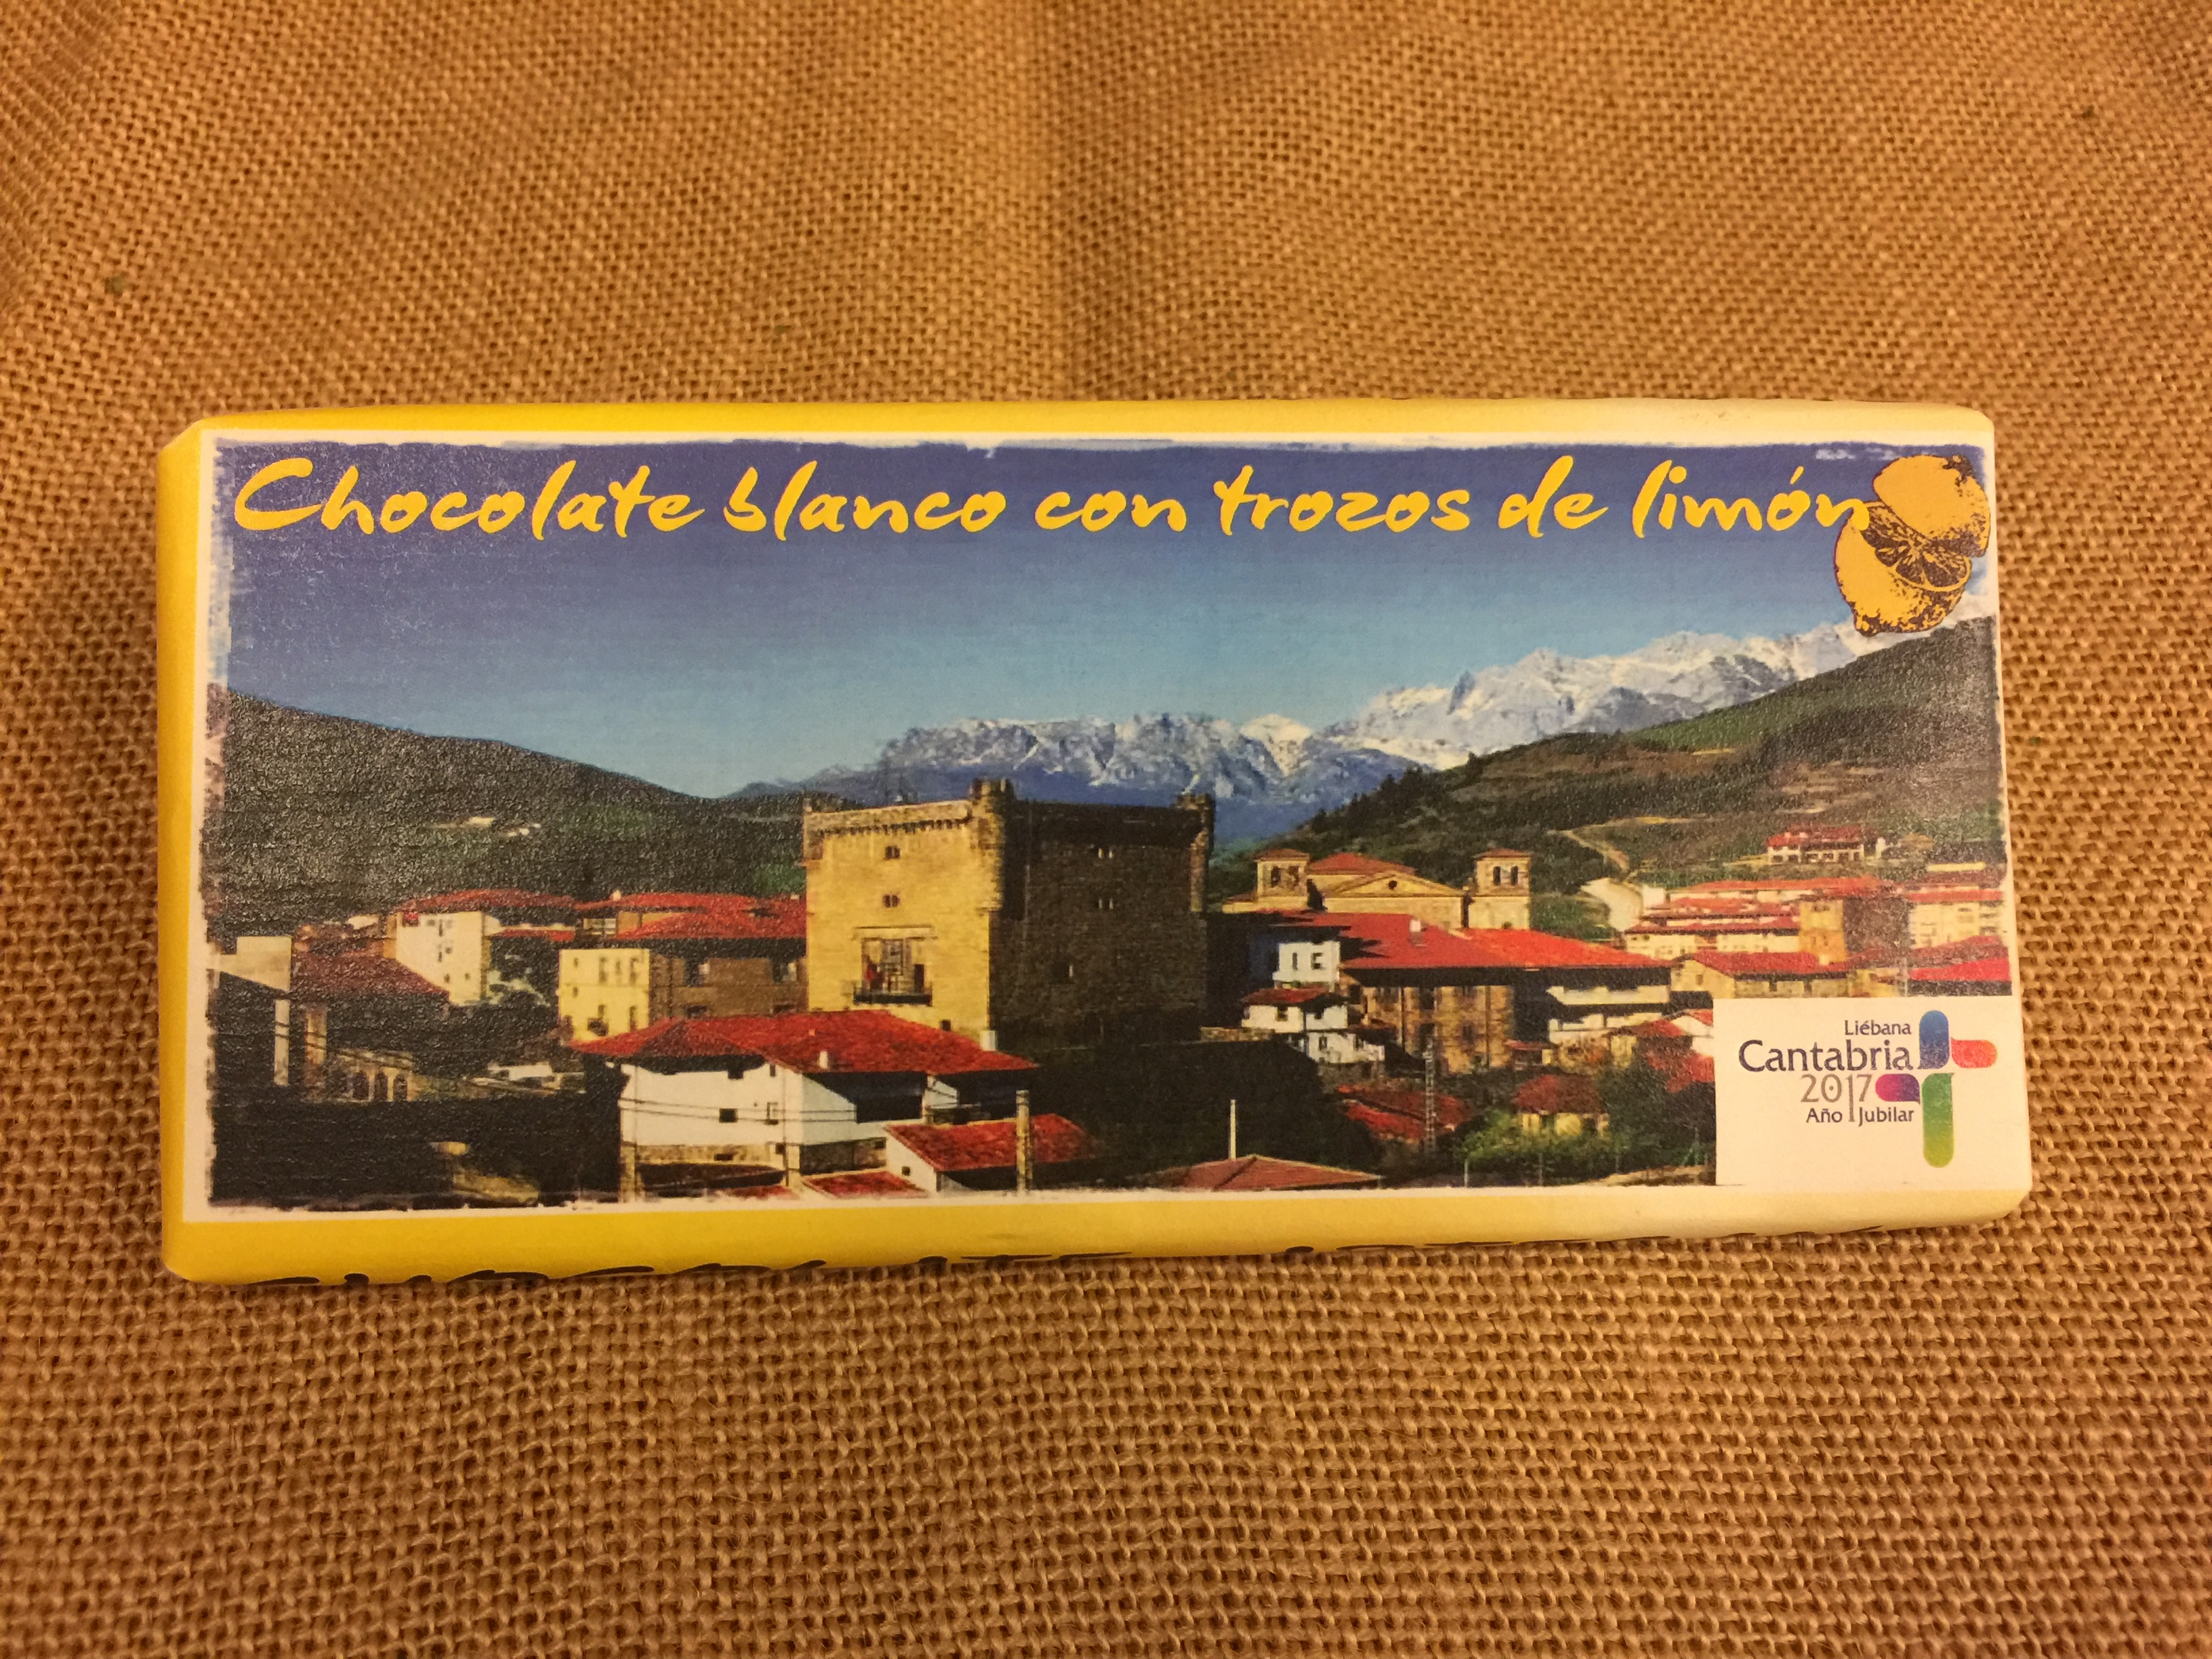 Chocolate blanco con trozos de limón
Liébana
Cantabria
2017
Año Jubilar